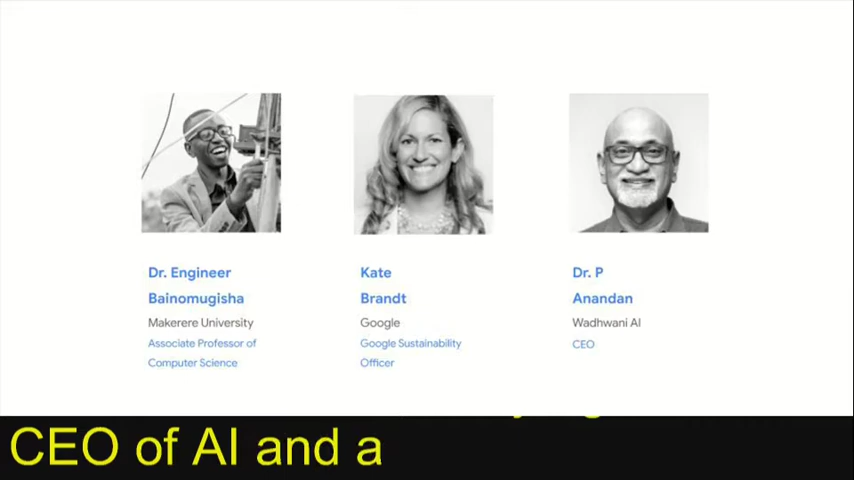 Dr. Engineer
Bainomugisha
Makerere University
Associate Professor of
Computer Science
Kate
Brandt
Google
Google Sustainability
Officer
Dr. P
Anandan
Wadhwani AI
CEO
CEO of AI and a